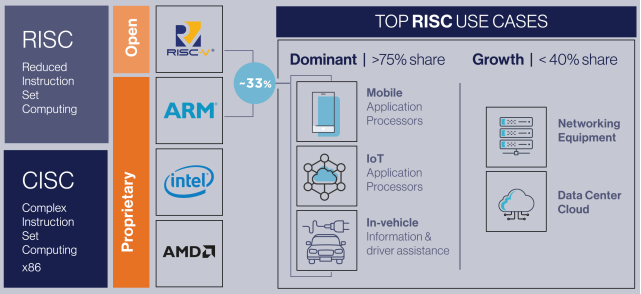 RISC
Reduced
Instruction
Set
Computing
CISC
Complex
Instruction
Set
Computing
x86
Open
Proprietary
RISC-V®
ARM®
intel®
AMD
~33%
TOP RISC USE CASES
Dominant | >75% share
Mobile
Application
Processors
IoT
Application
Processors
In-vehicle
Information &
driver assistance
Growth | < 40% share
Networking
Equipment
Data Center
Cloud